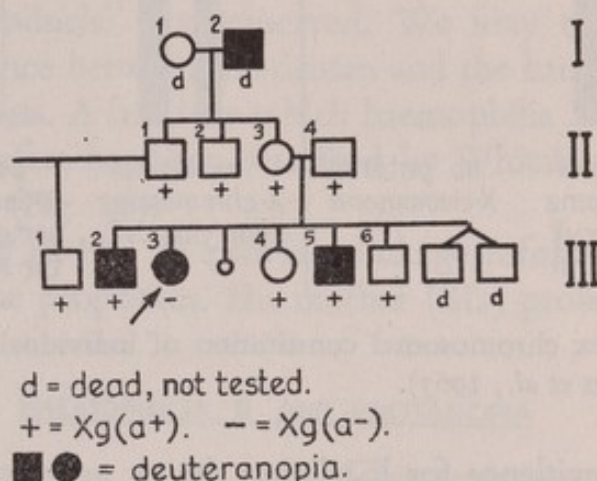 1 2 I
d d
1 2 3 4 II
+ + + +
1 2 3 4 5 6 III
+ + - + + + d d
d = dead, not tested.
+ = Xg(a+). - = Xg(a-).
= deuteranopia.